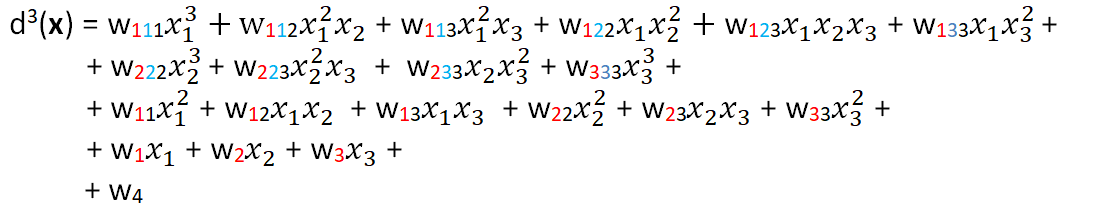 d³(x) = w₁₁₁x₁³ + w₁₁₂x₁²x₂ + w₁₁₃x₁²x₃ + w₁₂₂x₁x₂² + w₁₂₃x₁x₂x₃ + w₁₃₃x₁x₃² +
+ w₂₂₂x₂³ + w₂₂₃x₂²x₃ + w₂₃₃x₂x₃² + w₃₃₃x₃³ +
+ w₁₁x₁² + w₁₂x₁x₂ + w₁₃x₁x₃ + w₂₂x₂² + w₂₃x₂x₃ + w₃₃x₃² +
+ w₁x₁ + w₂x₂ + w₃x₃ +
+ w₄